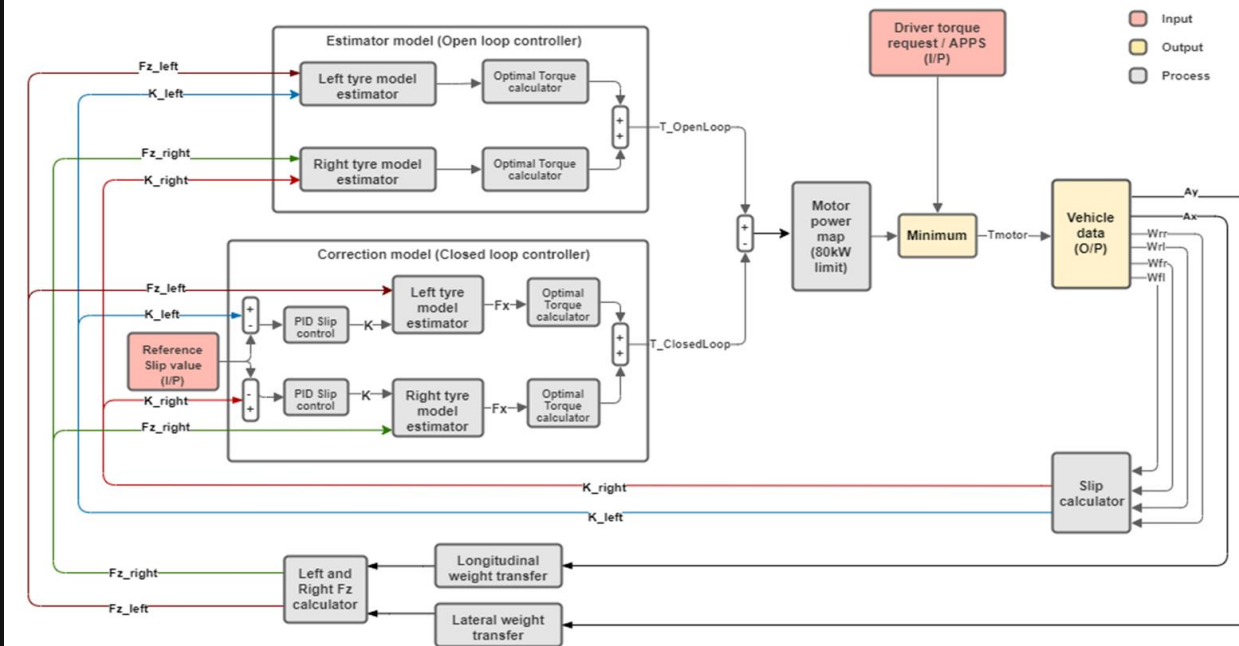 Driver torque
request / APPS
(I/P)
Input
Output
Process
Estimator model (Open loop controller)
Fz_left
K_left
Left tyre model
estimator
Optimal Torque
calculator
+
+
T_OpenLoop
Fz_right
K_right
Right tyre model
estimator
Optimal Torque
calculator
Motor
power
map
(80kW
limit)
+
-
Minimum
Tmotor
Vehicle
data
(O/P)
Ay
Ax
Wrr
Wrl
Wfr
Wfl
Correction model (Closed loop controller)
Fz_left
K_left
+
-
PID Slip
control
K
Left tyre
model
estimator
Fx
Optimal
Torque
calculator
+
+
T_ClosedLoop
Reference
Slip value
(I/P)
K_right
Fz_right
-
+
PID Slip
control
K
Right tyre
model
estimator
Fx
Optimal
Torque
calculator
K_right
K_left
Slip
calculator
Fz_right
Fz_left
Left and
Right Fz
calculator
Longitudinal
weight transfer
Lateral weight
transfer